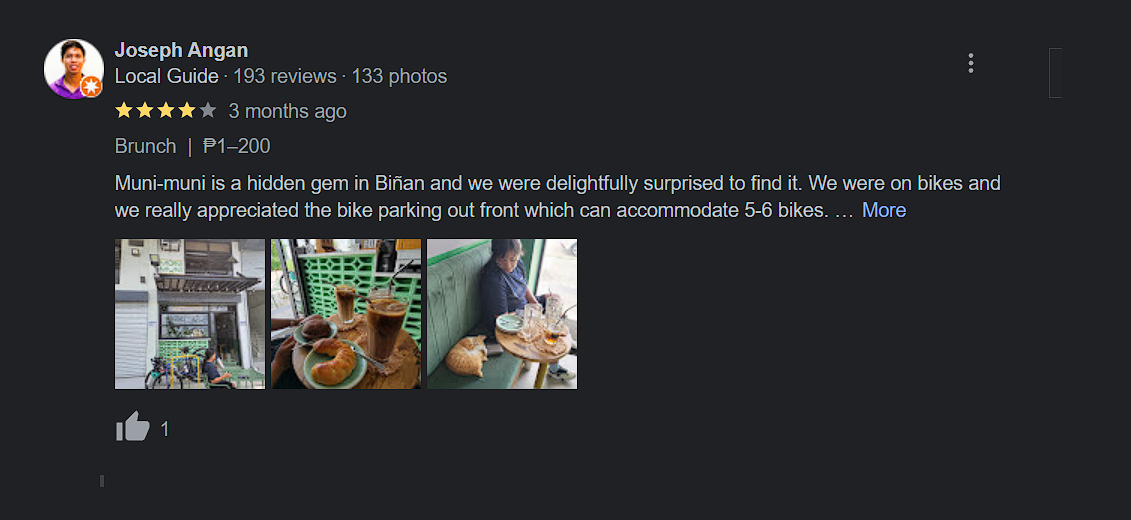 Joseph Angan
Local Guide · 193 reviews · 133 photos
3 months ago
Brunch | ₱1–200
Muni-muni is a hidden gem in Biñan and we were delightfully surprised to find it. We were on bikes and
we really appreciated the bike parking out front which can accommodate 5-6 bikes. … More
1